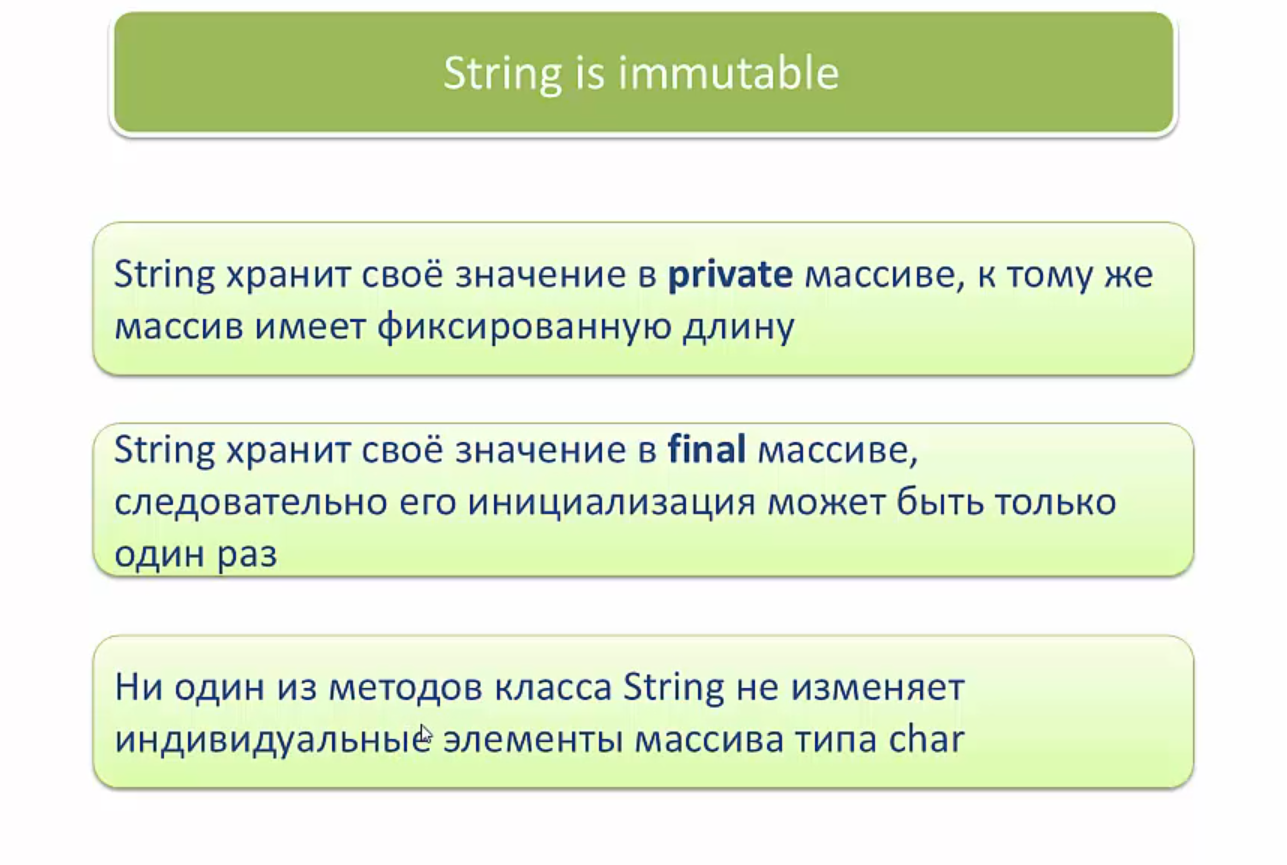 String is immutable
String хранит своё значение в private массиве, к тому же
массив имеет фиксированную длину
String хранит своё значение в final массиве,
следовательно его инициализация может быть только
один раз
Ни один из методов класса String не изменяет
индивидуальные элементы массива типа char